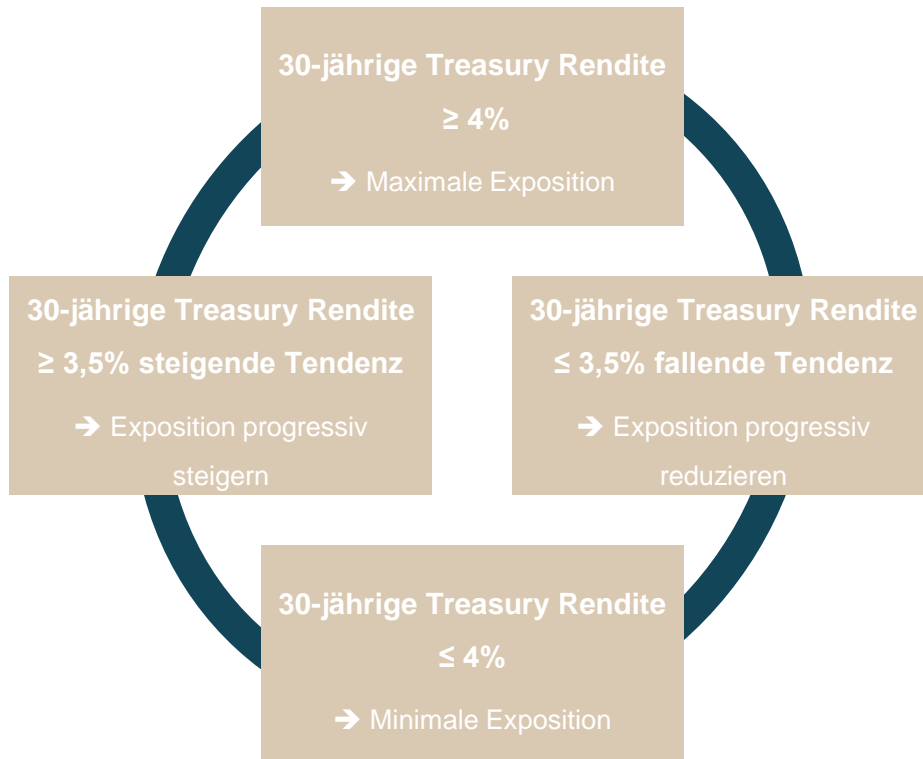 30-jährige Treasury Rendite
≥ 4%
➔ Maximale Exposition
30-jährige Treasury Rendite
≥ 3,5% steigende Tendenz
➔ Exposition progressiv
steigern
30-jährige Treasury Rendite
≤ 3,5% fallende Tendenz
➔ Exposition progressiv
reduzieren
30-jährige Treasury Rendite
≤ 4%
➔ Minimale Exposition